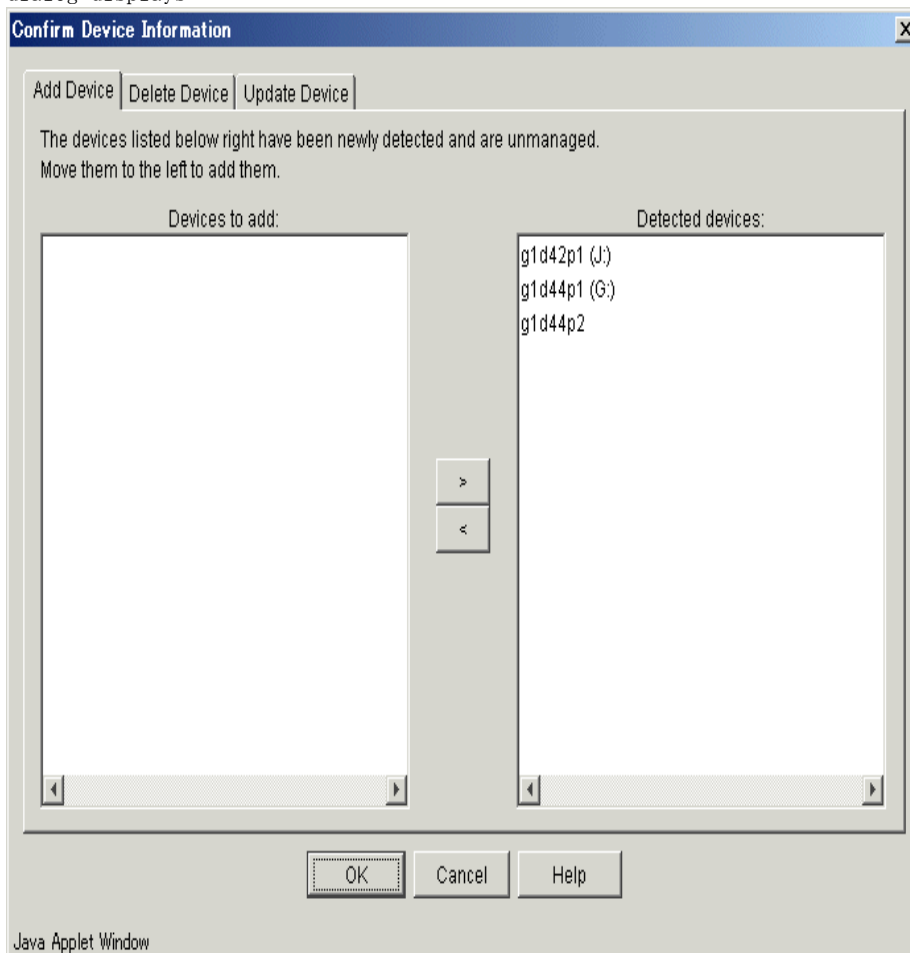 dialog displays
Confirm Device Information
Add Device Delete Device Update Device
The devices listed below right have been newly detected and are unmanaged.
Move them to the left to add them.
Devices to add: Detected devices:
g1d42p1 (J:)
g1d44p1 (G:)
g1d44p2
>
<
OK Cancel Help
Java Applet Window